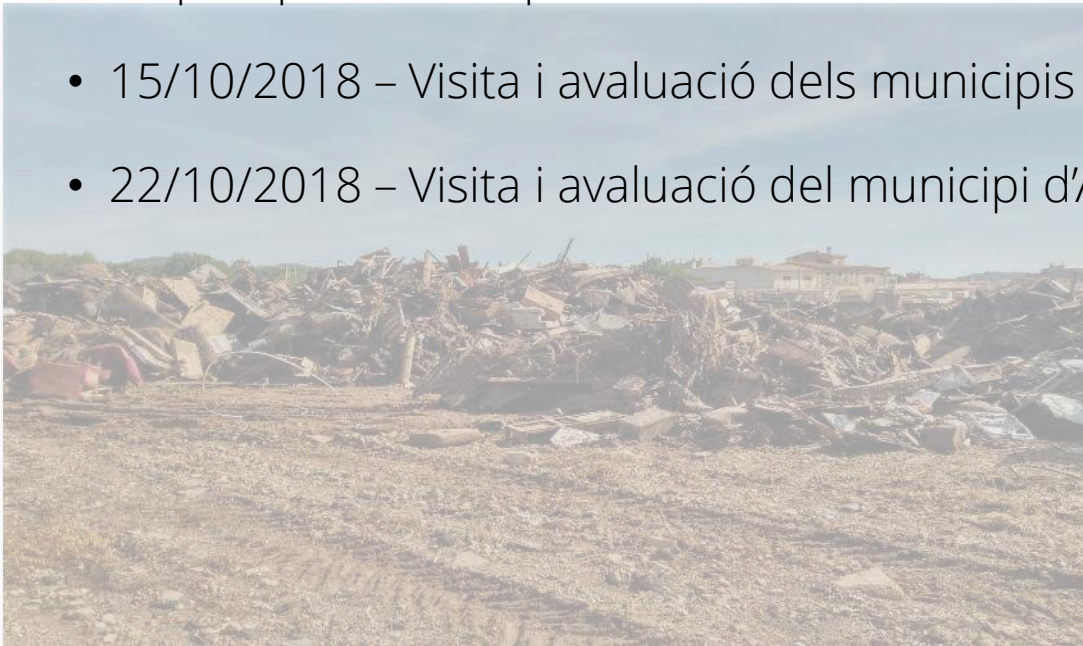 • 15/10/2018 – Visita i avaluació dels municipis
• 22/10/2018 – Visita i avaluació del municipi